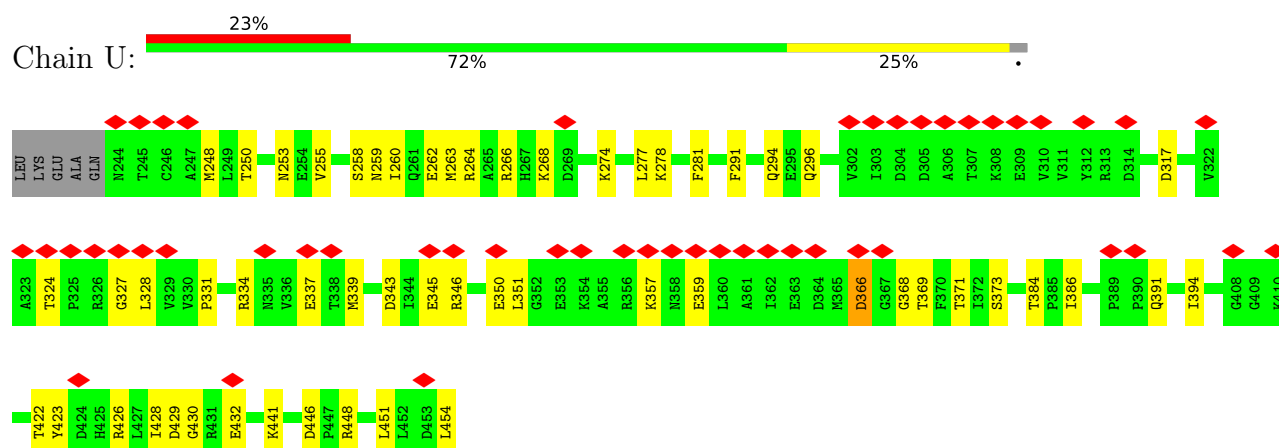 23%
Chain U:
72% 25% •
LEU LYS GLU ALA GLN N244 T245 C246 A247 M248 L249 T250 N253 E254 V255 S258 N259 I260 Q261 E262 M263 R264 A265 R266 H267 K268 D269 K274 L277 K278 F281 F291 Q294 E295 Q296 V302 I303 D304 D305 A306 T307 K308 E309 V310 V311 Y312 R313 D314 D317 V322
A323 T324 P325 R326 G327 L328 V329 V330 P331 R334 N335 V336 E337 T338 M339 D343 I344 E345 R346 E350 L351 G352 E353 K354 A355 R356 K357 N358 E359 L360 A361 I362 E363 D364 M365 D366 G367 G368 T369 F370 T371 I372 S373 T384 P385 I386 P389 P390 Q391 I394 G408 G409 K410
T422 Y423 D424 H425 R426 L427 I428 D429 G430 R431 E432 K441 D446 P447 R448 L451 L452 D453 L454